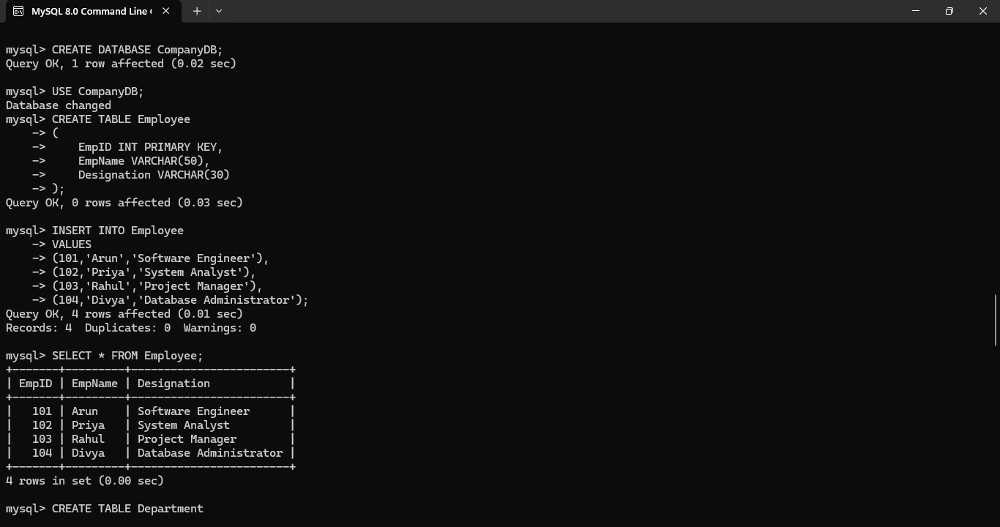 MySQL 8.0 Command Line
mysql> CREATE DATABASE CompanyDB;
Query OK, 1 row affected (0.02 sec)
mysql> USE CompanyDB;
Database changed
mysql> CREATE TABLE Employee
    -> (
    ->     EmpID INT PRIMARY KEY,
    ->     EmpName VARCHAR(50),
    ->     Designation VARCHAR(30)
    -> );
Query OK, 0 rows affected (0.03 sec)
mysql> INSERT INTO Employee
    -> VALUES
    -> (101,'Arun','Software Engineer'),
    -> (102,'Priya','System Analyst'),
    -> (103,'Rahul','Project Manager'),
    -> (104,'Divya','Database Administrator');
Query OK, 4 rows affected (0.01 sec)
Records: 4  Duplicates: 0  Warnings: 0
mysql> SELECT * FROM Employee;
+-------+---------+------------------------+
| EmpID | EmpName | Designation            |
+-------+---------+------------------------+
|   101 | Arun    | Software Engineer      |
|   102 | Priya   | System Analyst         |
|   103 | Rahul   | Project Manager        |
|   104 | Divya   | Database Administrator |
+-------+---------+------------------------+
4 rows in set (0.00 sec)
mysql> CREATE TABLE Department